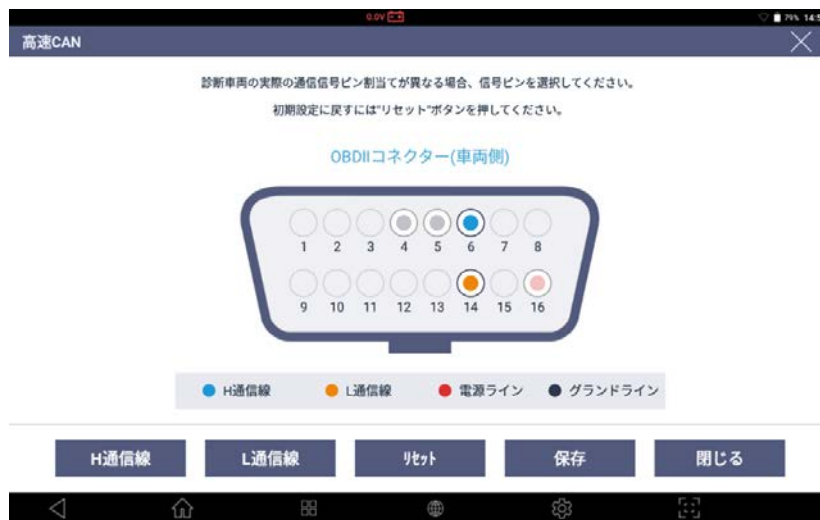 0.0V
79% 14:5
高速CAN
診断車両の実際の通信信号ピン割当てが異なる場合、信号ピンを選択してください。
初期設定に戻すには"リセット"ボタンを押してください。
OBDIIコネクター(車両側)
1 2 3 4 5 6 7 8
9 10 11 12 13 14 15 16
H通信線 L通信線 電源ライン グランドライン
H通信線 L通信線 ﾘｾｯﾄ 保存 閉じる